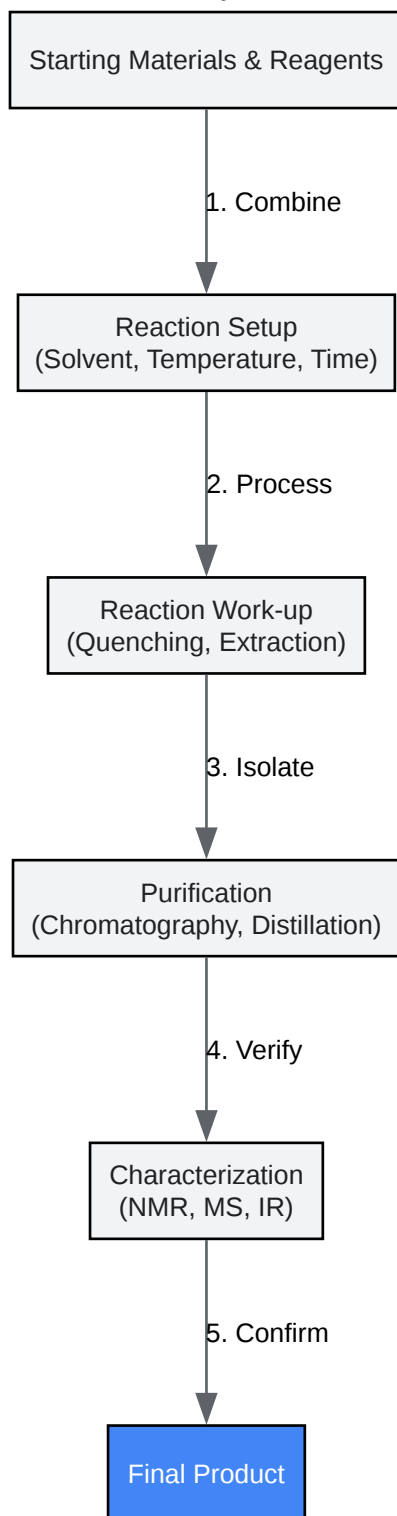 Starting Materials & Reagents
1. Combine
Reaction Setup
(Solvent, Temperature, Time)
2. Process
Reaction Work-up
(Quenching, Extraction)
3. Isolate
Purification
(Chromatography, Distillation)
4. Verify
Characterization
(NMR, MS, IR)
5. Confirm
Final Product